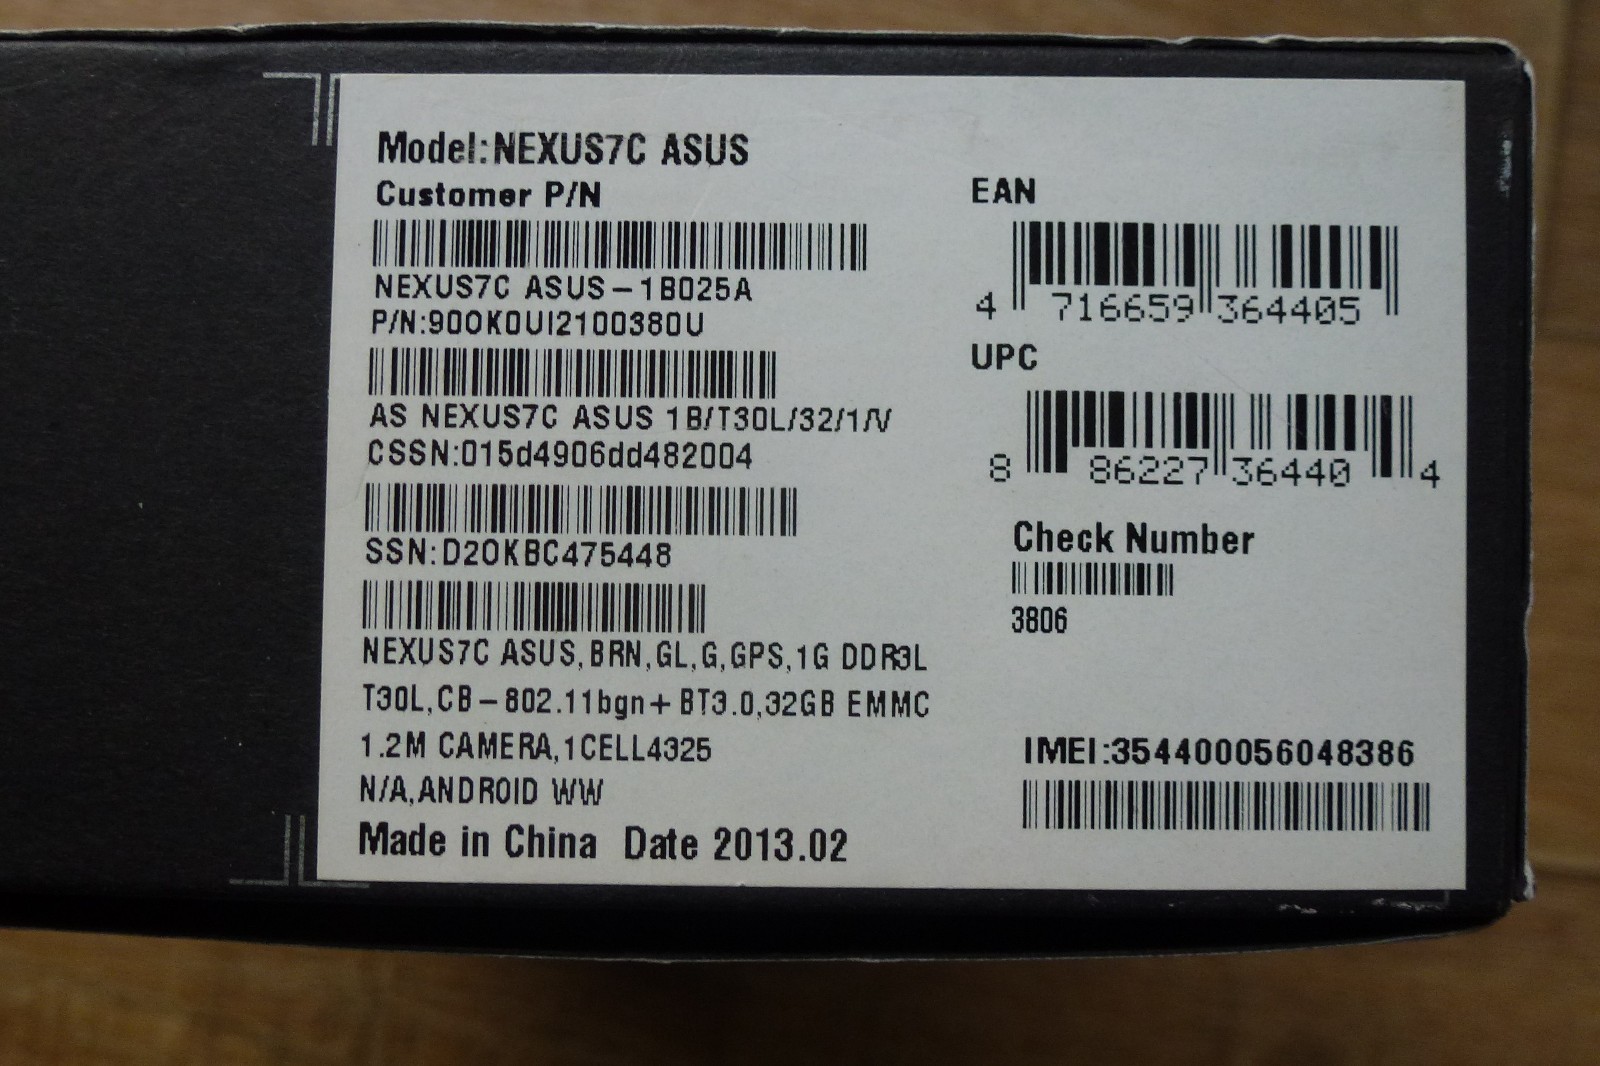 Model:NEXUS7C ASUS
Customer P/N
NEXUS7C ASUS-1B025A
P/N:90OK0UI2100380U
AS NEXUS7C ASUS 1B/T30L/32/1/V
CSSN:015d4906dd482004
SSN:D2OKBC475448
NEXUS7C ASUS,BRN,GL,G,GPS,1G DDR3L
T30L,CB-802.11bgn+BT3.0,32GB EMMC
1.2M CAMERA,1CELL4325
N/A,ANDROID WW
Made in China Date 2013.02
EAN
4 716659 364405
UPC
8 86227 36440 4
Check Number
3806
IMEI:354400056048386